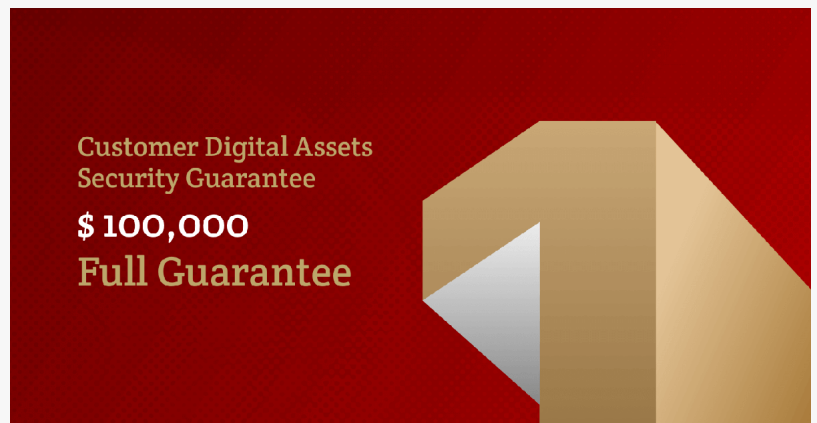 Customer Digital Assets
Security Guarantee
$ 100,000
Full Guarantee